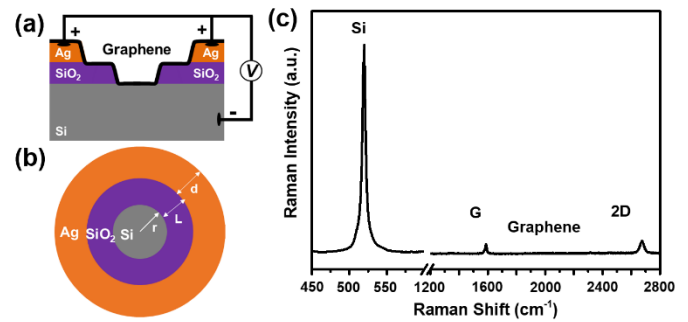 (a)
+
+
Graphene
Ag
Ag
SiO₂
SiO₂
V
-
Si
(b)
d
L
r
Ag
SiO₂
Si
(c)
Si
G
Graphene
2D
Raman Intensity (a.u.)
450 500 550 1200 1600 2000 2400 2800
Raman Shift (cm⁻¹)